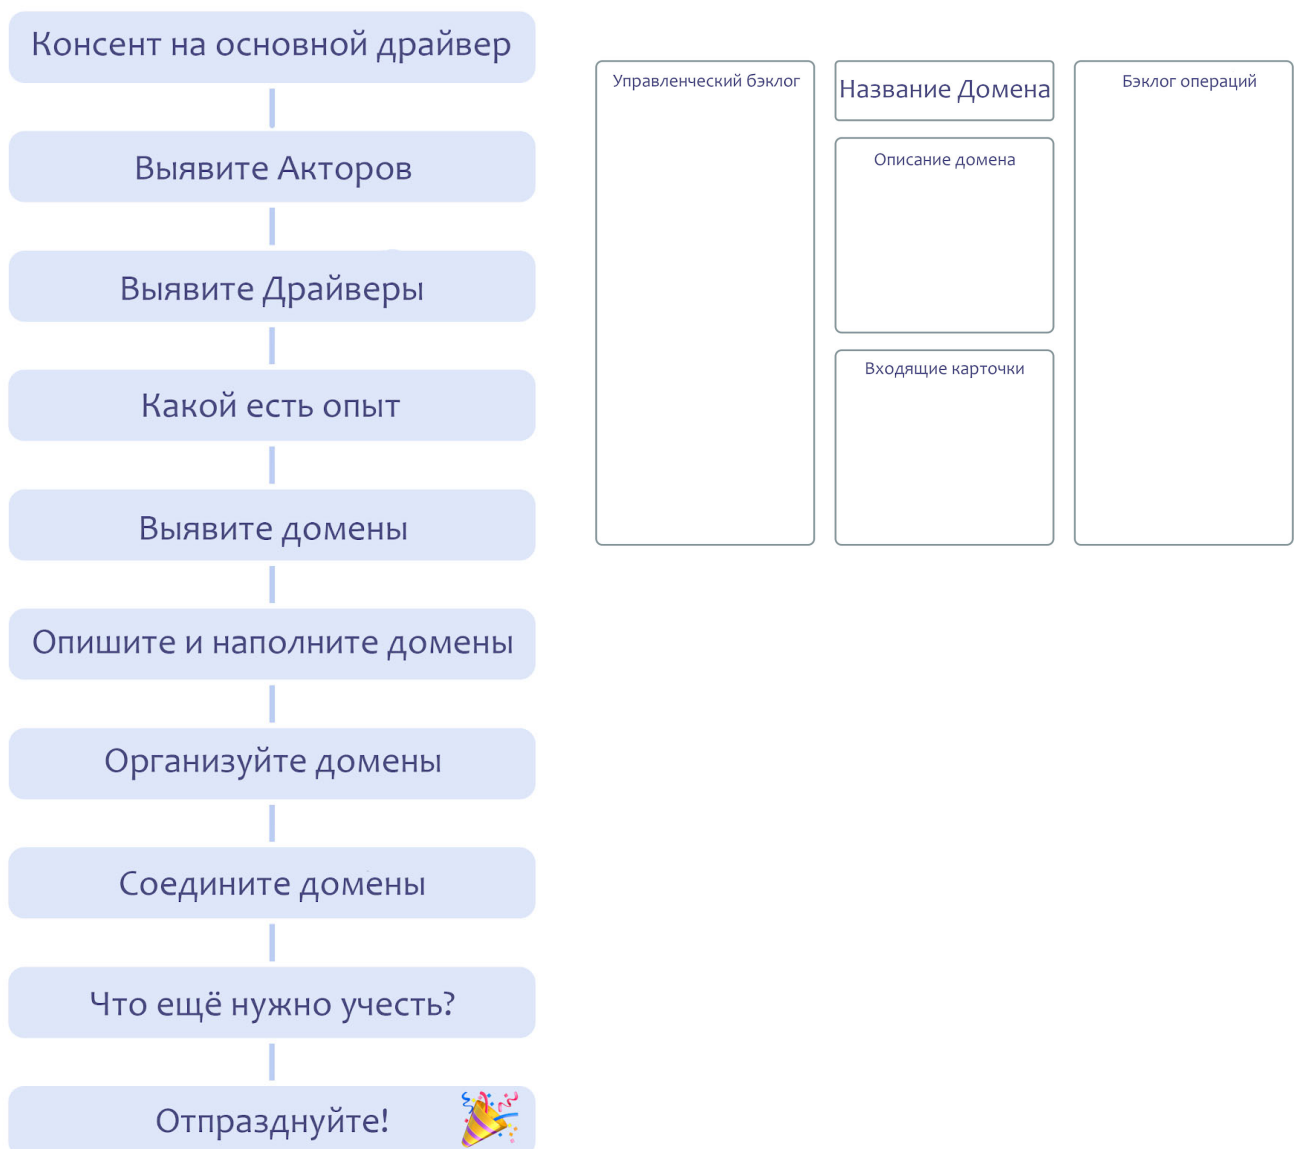 Консент на основной драйвер
Выявите Акторов
Выявите Драйверы
Какой есть опыт
Выявите домены
Опишите и наполните домены
Организуйте домены
Соедините домены
Что ещё нужно учесть?
Отпразднуйте!
Управленческий бэклог
Название Домена
Описание домена
Входящие карточки
Бэклог операций